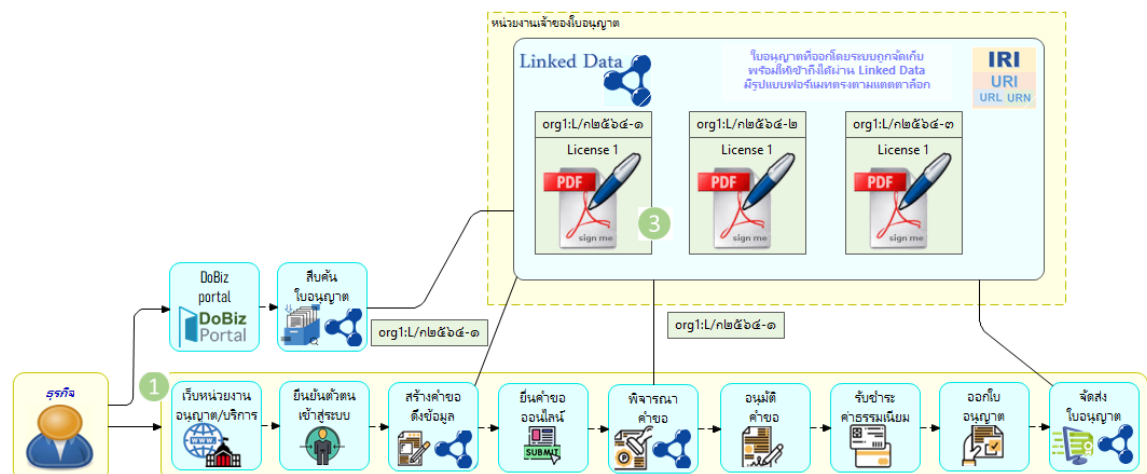 หน่วยงานเจ้าของใบอนุญาต
Linked Data
ใบอนุญาตที่ออกโดยระบบถูกจัดเก็บ
พร้อมให้เข้าถึงได้ผ่าน Linked Data
มีรูปแบบฟอร์แมทตรงตามแคตตาล็อก
IRI
URI
URL URN
org1:L/ก๒๕๖๔-๑
License 1
PDF
sign me
org1:L/ก๒๕๖๔-๒
License 1
PDF
sign me
org1:L/ก๒๕๖๔-๓
License 1
PDF
sign me
3
DoBiz
portal
DoBiz
Portal
สืบค้น
ใบอนุญาต
org1:L/ก๒๕๖๔-๑
org1:L/ก๒๕๖๔-๑
1
ธุรกิจ
เว็บหน่วยงาน
อนุญาต/บริการ
WWW
ยืนยันตัวตน
เข้าสู่ระบบ
สร้างคำขอ
ดึงข้อมูล
ยื่นคำขอ
ออนไลน์
SUBMIT
พิจารณา
คำขอ
อนุมัติ
คำขอ
รับชำระ
ค่าธรรมเนียม
ออกใบ
อนุญาต
จัดส่ง
ใบอนุญาต